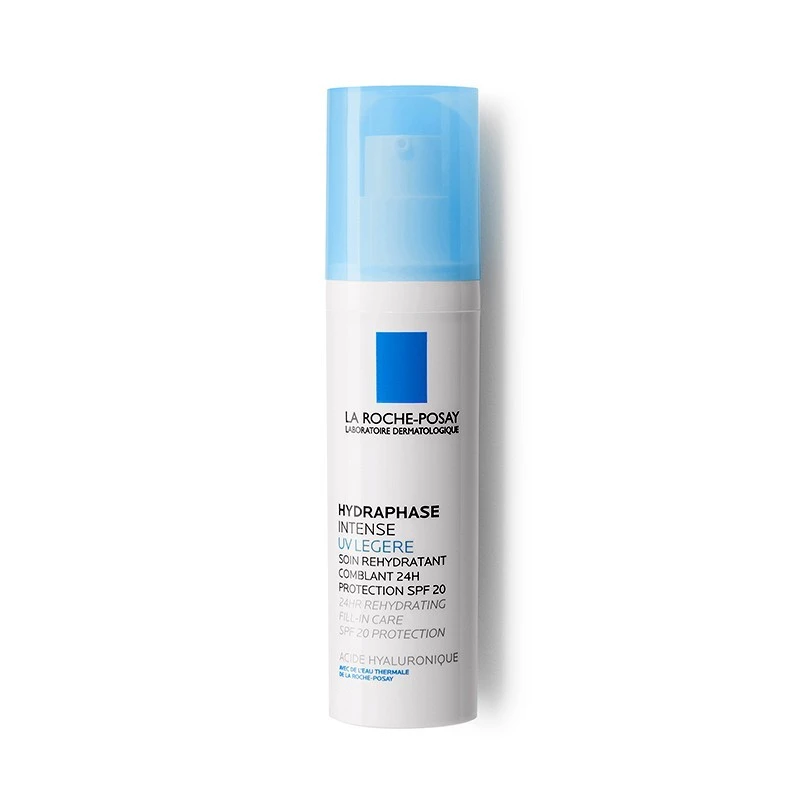 LA ROCHE-POSAY
LABORATOIRE DERMATOLOGIQUE
HYDRAPHASE
INTENSE
UV LEGERE
SOIN REHYDRATANT
COMBLANT 24H
PROTECTION SPF 20
24HR REHYDRATING
FILL-IN CARE
SPF 20 PROTECTION
ACIDE HYALURONIQUE
AVEC DE L'EAU THERMALE
DE LA ROCHE-POSAY